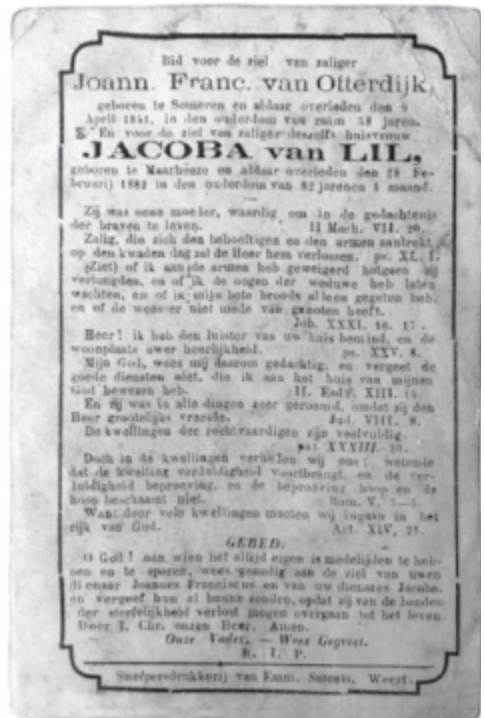 Bid voor de ziel van zaliger
Joann. Franc. van Otterdijk,
geboren te Someren en aldaar overleden den 9
April 1841, in den ouderdom van ruim 58 jaren.
En voor de ziel van zaliger deszelfs huisvrouw
JACOBA van LIL,
geboren te Maarheeze en aldaar overleden den 28 Fe-
bruarij 1882 in den ouderdom van 82 jaren en 1 maand.
Zij was eene moeder, waardig om in de gedachtenis
der braven te leven. II Mach. VII. 20.
Zalig, die zich den behoeftigen en den armen aantrekt
op den kwaden dag zal de Heer hem verlossen. ps. XL. 1.
(Ziet) of ik aan de armen heb geweigerd hetgeen zij
verlangden, en of ik de oogen der weduwe heb laten
wachten, en of ik mijn bete broods alleen gegeten heb,
en of de wees er niet mede van genoten heeft.
Job. XXXI. 16. 17.
Heer! ik heb den luister van uw huis bemind, en de
woonplaats uwer heerlijkheid. ps. XXV. 8.
Mijn God, wees mij daarom gedachtig, en vergeet de
goede diensten niet, die ik aan het huis van mijnen
God bewezen heb. II. Esdr. XIII. 14.
En zij was in alle dingen zeer geroemd, omdat zij den
Heer grootelijks vreesde. Jud. VIII. 8.
De kwellingen der rechtvaardigen zijn veelvuldig.
ps. XXXIII. 20.
Doch in de kwellingen verheffen wij ons: wetende
dat de kwelling verduldigheid voortbrengt, en de ver-
duldigheid beproeving, en de beproeving hoop en de
hoop beschaamt niet. Rom. V. 3-5.
Want door vele kwellingen moeten wij ingaan in het
rijk van God. Act. XIV, 21.
GEBED.
O God! aan wien het altijd eigen is medelijden te heb-
ben en te sparen, wees genadig aan de ziel van uwen
dienaar Joannes Franciscus en van uw dienares Jacoba,
en vergeef hun al hunne zonden, opdat zij van de banden
der sterfelijkheid verlost mogen overgaan tot het leven.
Door J. Chr. onzen Heer. Amen.
Onze Vader. — Wees Gegroet.
R. I. P.
Snelpersdrukkerij van Emm. Smeets, Weert.